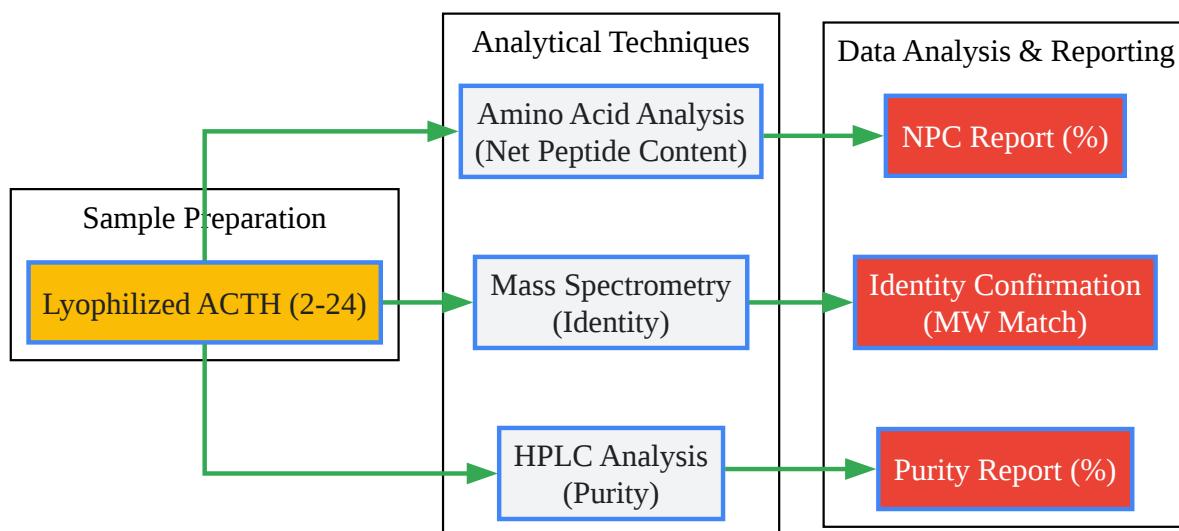 Sample Preparation
Lyophilized ACTH (2-24)
Analytical Techniques
Amino Acid Analysis
(Net Peptide Content)
Mass Spectrometry
(Identity)
HPLC Analysis
(Purity)
Data Analysis & Reporting
NPC Report (%)
Identity Confirmation
(MW Match)
Purity Report (%)